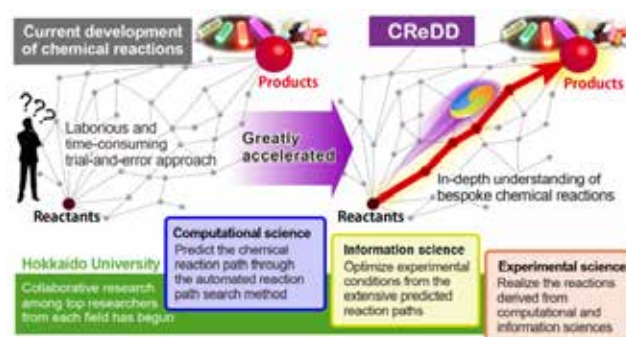 Current development
of chemical reactions
Products
???
Laborious and
time-consuming
trial-and-error approach
Reactants
Greatly
accelerated
CReDD
Products
In-depth understanding of
bespoke chemical reactions
Reactants
Hokkaido University
Collaborative research
among top researchers
from each field has begun
Computational science
Predict the chemical
reaction path through
the automated reaction
path search method
Information science
Optimize experimental
conditions from the
extensive predicted
reaction paths
Experimental science
Realize the reactions
derived from
computational and
information sciences